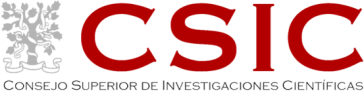 CSIC
CONSEJO SUPERIOR DE INVESTIGACIONES CIENTÍFICAS